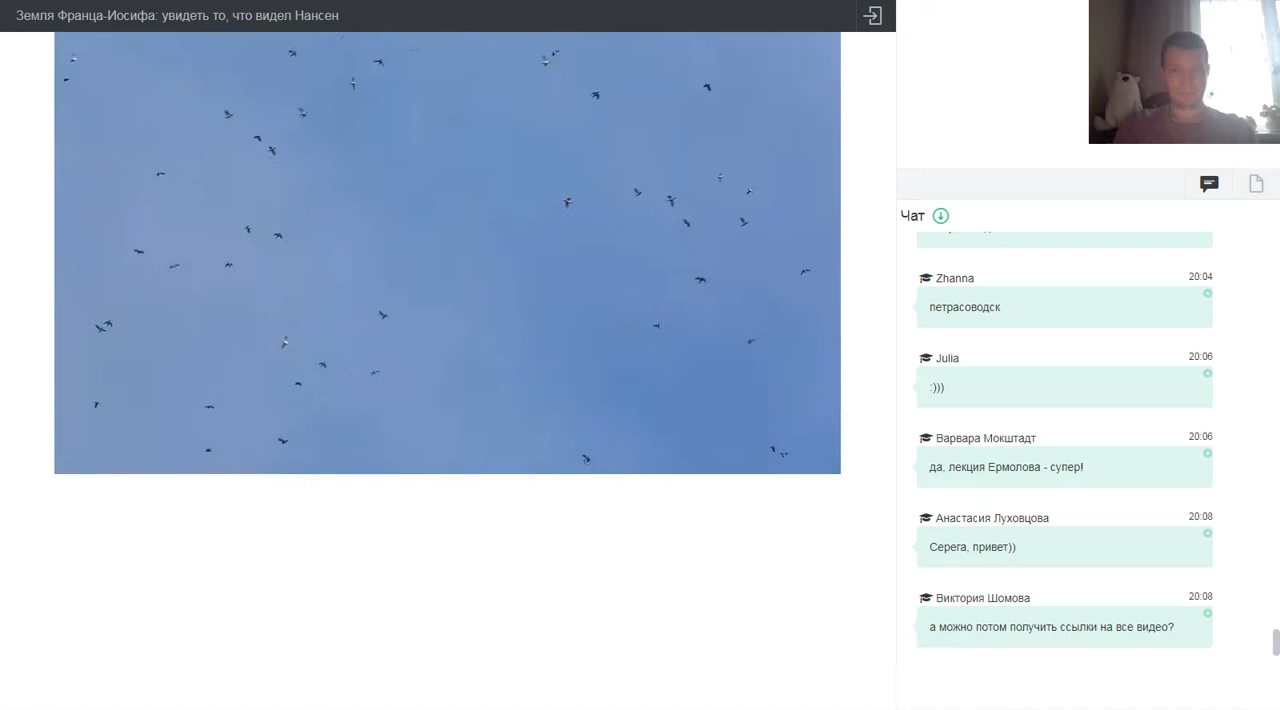 Земля Франца-Иосифа: увидеть то, что видел Нансен
Чат
Zhanna 20:04
петрасоводск
Julia 20:06
:)))
Варвара Мокштадт 20:06
да, лекция Ермолова - супер!
Анастасия Луховцова 20:08
Серега, привет))
Виктория Шомова 20:08
а можно потом получить ссылки на все видео?